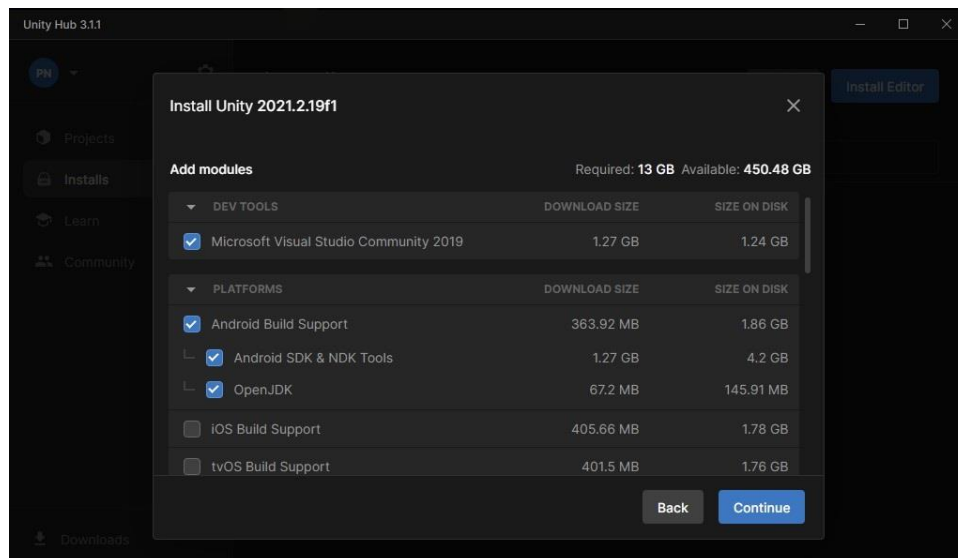 Unity Hub 3.1.1
PN
Install Editor
Projects
Installs
Learn
Community
Downloads
Install Unity 2021.2.19f1
Add modules Required: 13 GB Available: 450.48 GB
DEV TOOLS DOWNLOAD SIZE SIZE ON DISK
Microsoft Visual Studio Community 2019 1.27 GB 1.24 GB
PLATFORMS DOWNLOAD SIZE SIZE ON DISK
Android Build Support 363.92 MB 1.86 GB
Android SDK & NDK Tools 1.27 GB 4.2 GB
OpenJDK 67.2 MB 145.91 MB
iOS Build Support 405.66 MB 1.78 GB
tvOS Build Support 401.5 MB 1.76 GB
Back Continue